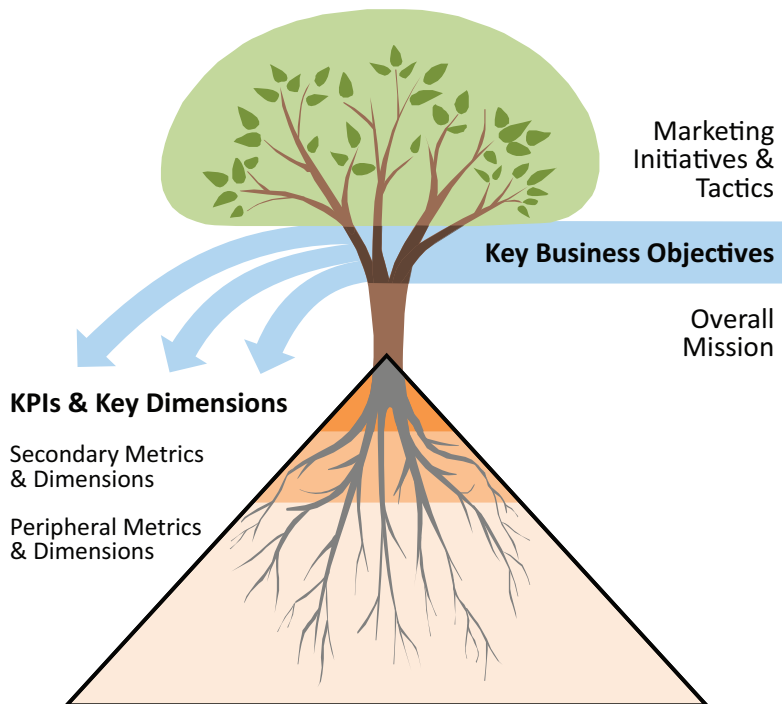 Marketing
Initiatives &
Tactics
Key Business Objectives
Overall
Mission
KPIs & Key Dimensions
Secondary Metrics
& Dimensions
Peripheral Metrics
& Dimensions